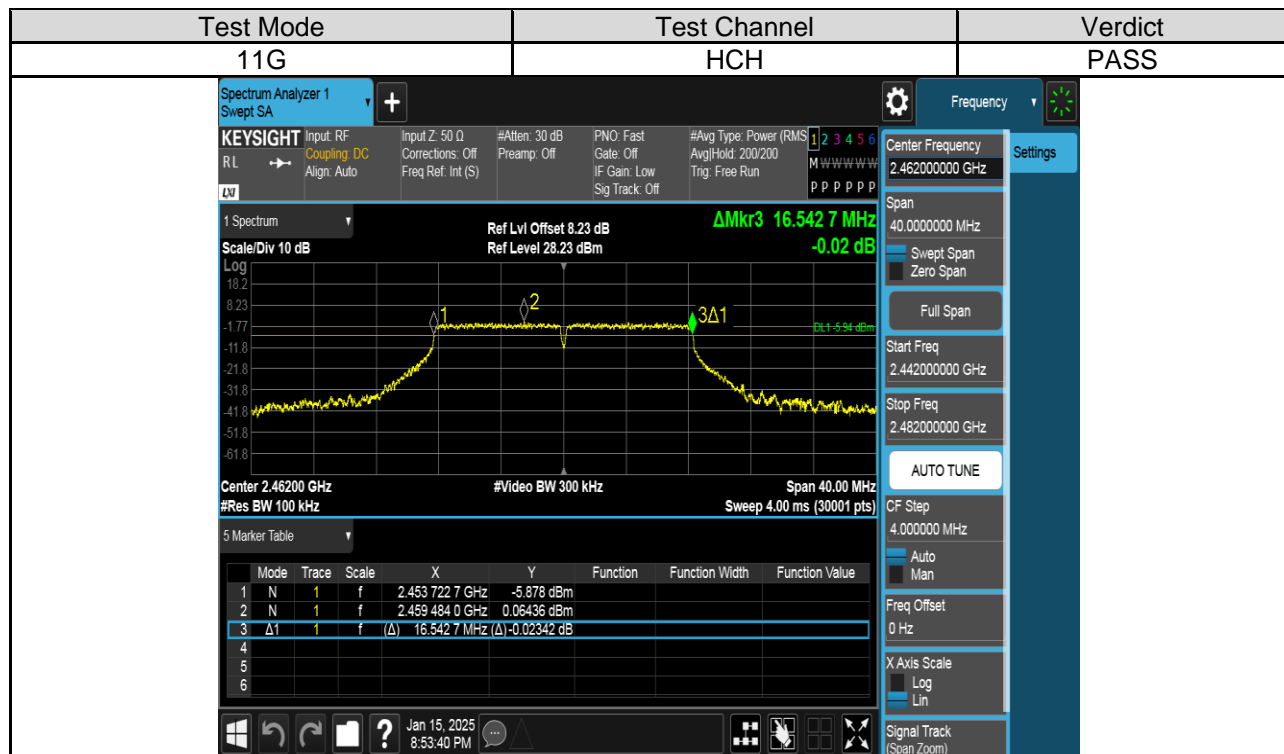 Test Mode Test Channel Verdict
11G HCH PASS
Spectrum Analyzer 1
Swept SA
+
Frequency
KEYSIGHT Input: RF Input Z: 50 Ω #Atten: 30 dB PNO: Fast #Avg Type: Power (RMS 1 2 3 4 5 6
RL Coupling: DC Corrections: Off Preamp: Off Gate: Off Avg|Hold: 200/200 M W W W W W
Align: Auto Freq Ref: Int (S) IF Gain: Low Trig: Free Run
LXI Sig Track: Off P P P P P P
Center Frequency
2.462000000 GHz
Settings
Span
40.0000000 MHz
Swept Span
Zero Span
Full Span
Start Freq
2.442000000 GHz
Stop Freq
2.482000000 GHz
AUTO TUNE
CF Step
4.000000 MHz
Auto
Man
Freq Offset
0 Hz
X Axis Scale
Log
Lin
Signal Track
(Span Zoom)
1 Spectrum
Ref Lvl Offset 8.23 dB ΔMkr3 16.542 7 MHz
Scale/Div 10 dB Ref Level 28.23 dBm -0.02 dB
Log
18.2
8.23
-1.77
-11.8
-21.8
-31.8
-41.8
-51.8
-61.8
1
2
3Δ1
DL1 -5.94 dBm
Center 2.46200 GHz #Video BW 300 kHz Span 40.00 MHz
#Res BW 100 kHz Sweep 4.00 ms (30001 pts)
5 Marker Table
Mode Trace Scale X Y Function Function Width Function Value
1 N 1 f 2.453 722 7 GHz -5.878 dBm
2 N 1 f 2.459 484 0 GHz 0.06436 dBm
3 Δ1 1 f (Δ) 16.542 7 MHz (Δ) -0.02342 dB
4
5
6
? Jan 15, 2025
8:53:40 PM